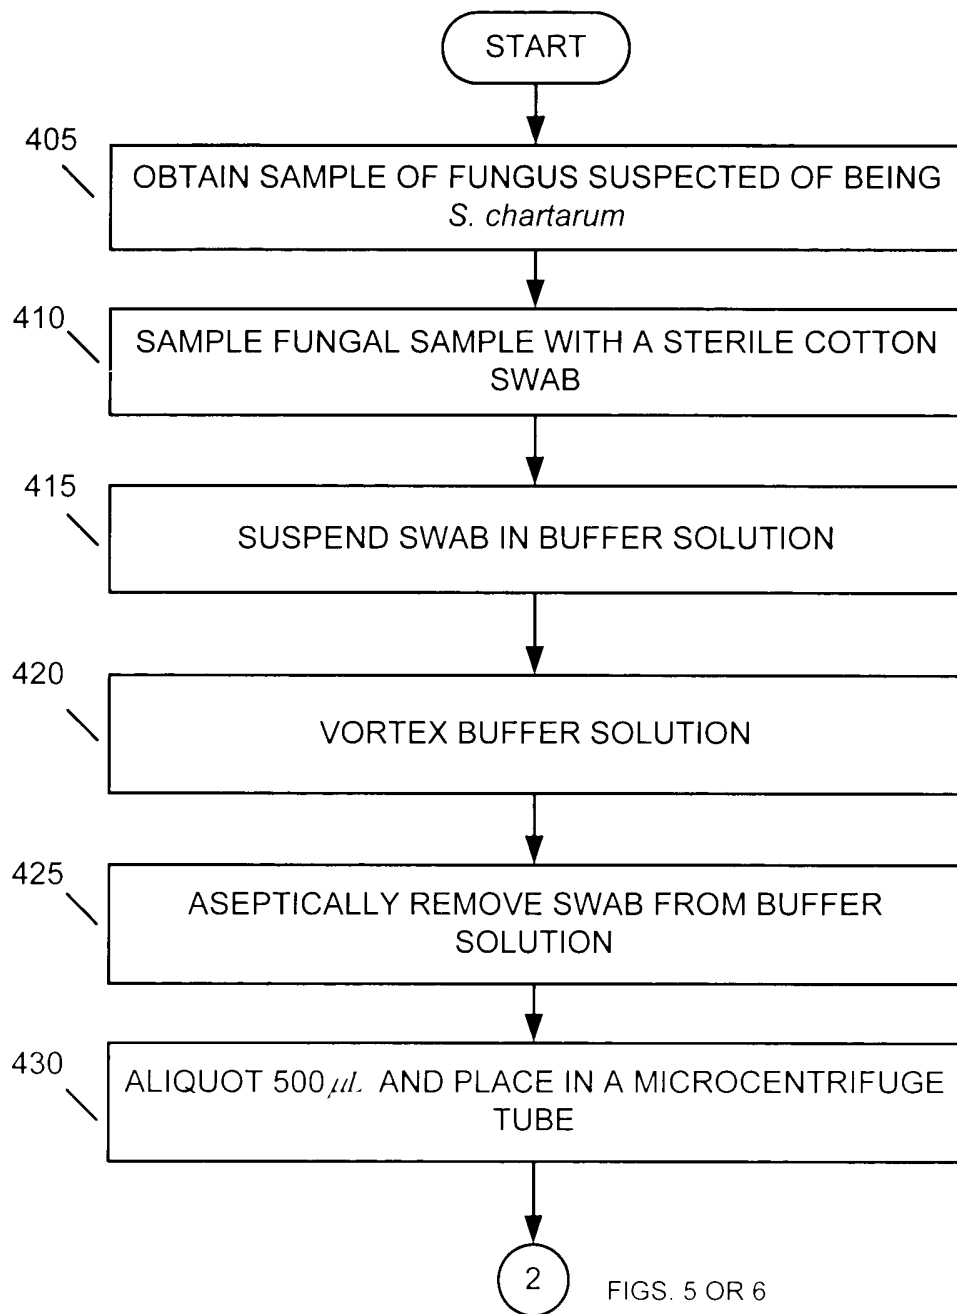 START
405
OBTAIN SAMPLE OF FUNGUS SUSPECTED OF BEING
S. chartarum
410
SAMPLE FUNGAL SAMPLE WITH A STERILE COTTON
SWAB
415
SUSPEND SWAB IN BUFFER SOLUTION
420
VORTEX BUFFER SOLUTION
425
ASEPTICALLY REMOVE SWAB FROM BUFFER
SOLUTION
430
ALIQUOT 500 μL AND PLACE IN A MICROCENTRIFUGE
TUBE
2
FIGS. 5 OR 6